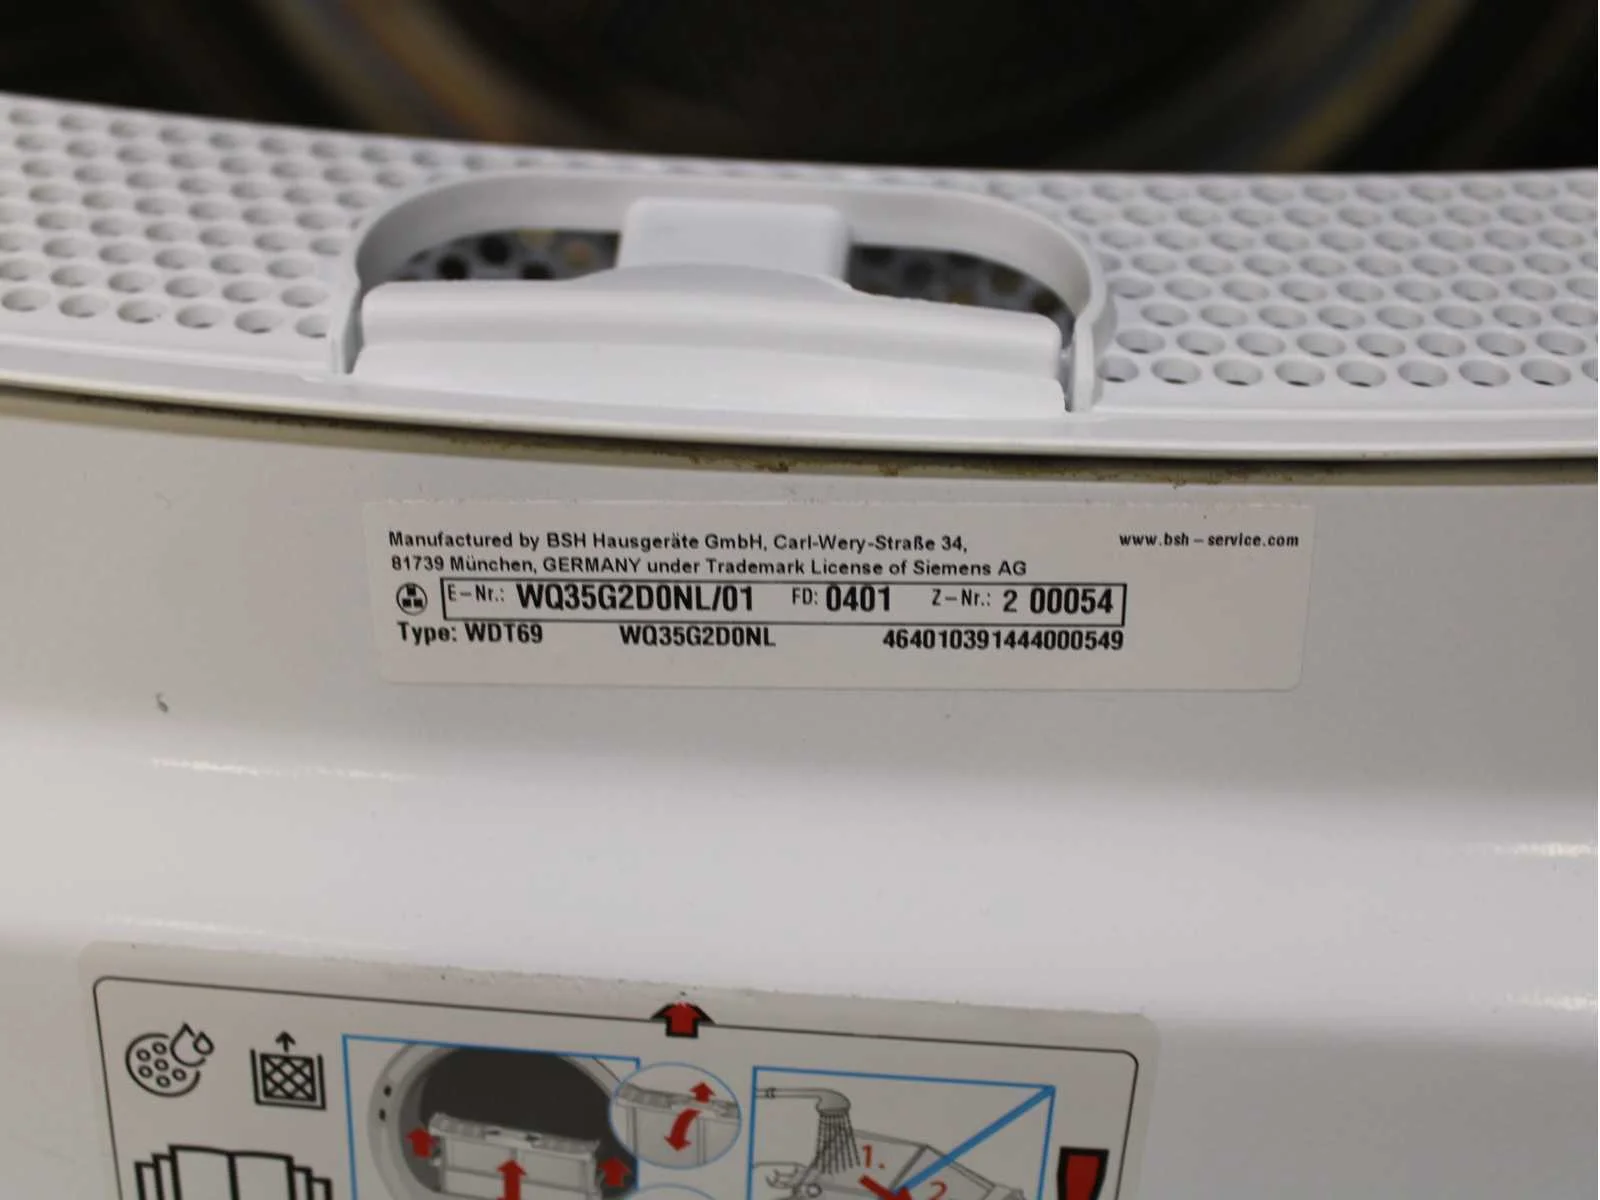 Manufactured by BSH Hausgeräte GmbH, Carl-Wery-Straße 34, www.bsh-service.com
81739 München, GERMANY under Trademark License of Siemens AG
E-Nr.: WQ35G2D0NL/01 FD: 0401 Z-Nr.: 2 00054
Type: WDT69 WQ35G2D0NL 464010391444000549
1.
2.